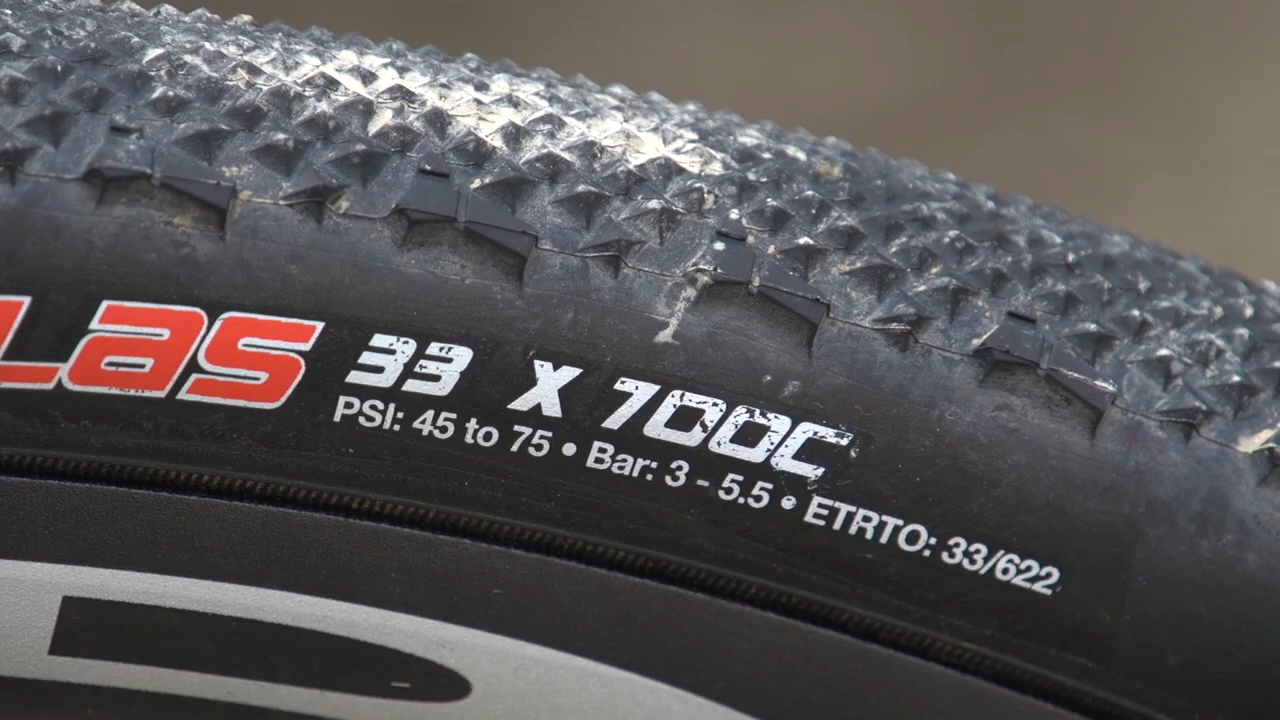 Las
33 X 700C
PSI: 45 to 75 • Bar: 3 - 5.5 • ETRTO: 33/622